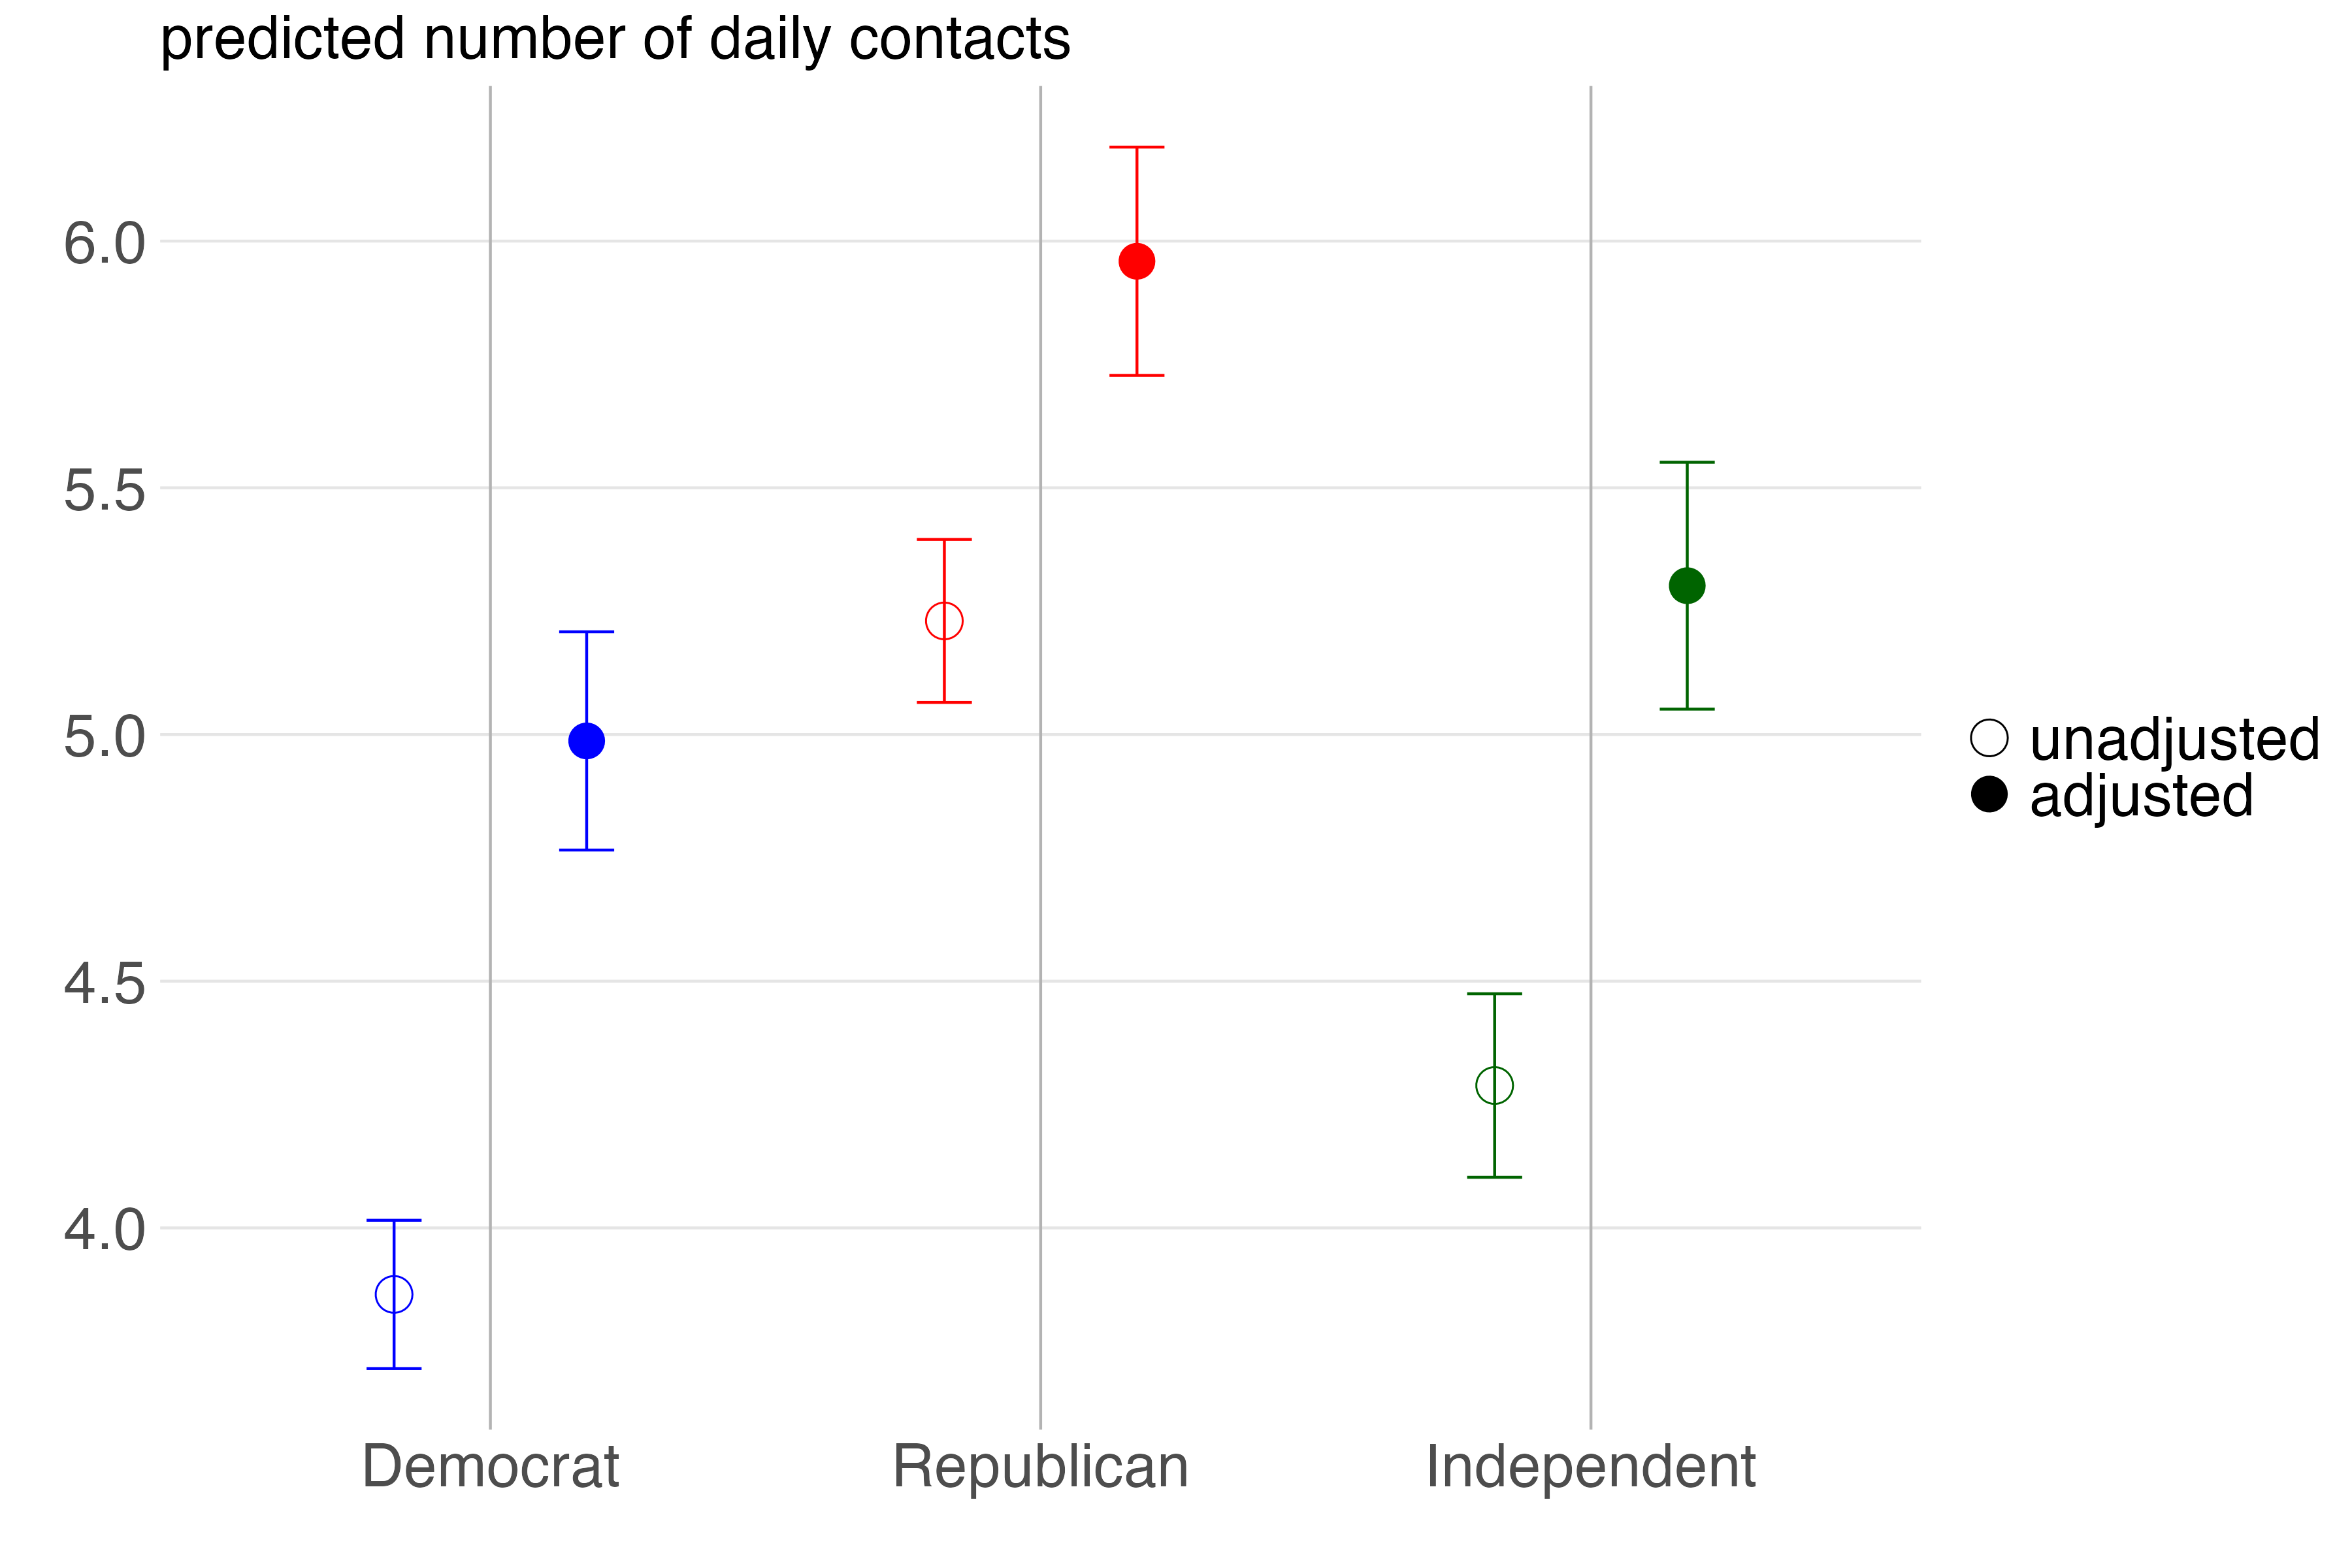 predicted number of daily contacts
6.0
5.5
5.0
4.5
4.0
Democrat Republican Independent
unadjusted
adjusted